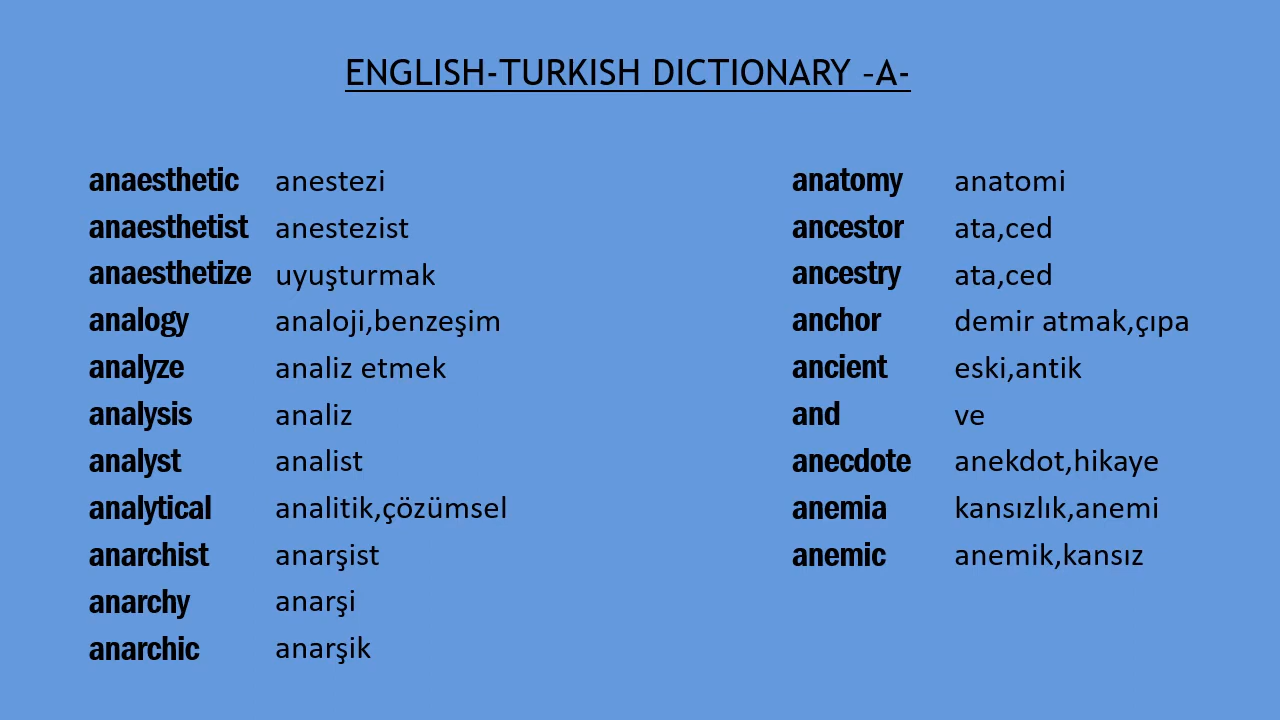 ENGLISH-TURKISH DICTIONARY –A-
anaesthetic anestezi
anaesthetist anestezist
anaesthetize uyuşturmak
analogy analoji,benzeşim
analyze analiz etmek
analysis analiz
analyst analist
analytical analitik,çözümsel
anarchist anarşist
anarchy anarşi
anarchic anarşik
anatomy anatomi
ancestor ata,ced
ancestry ata,ced
anchor demir atmak,çıpa
ancient eski,antik
and ve
anecdote anekdot,hikaye
anemia kansızlık,anemi
anemic anemik,kansız